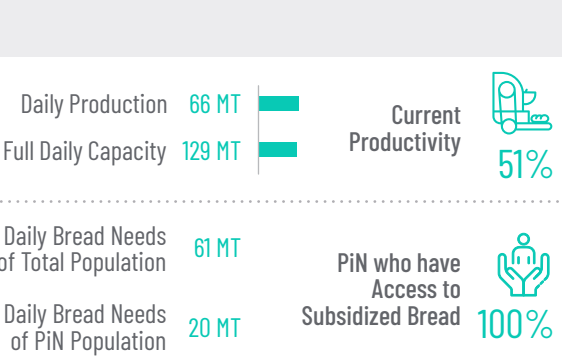 Daily Production 66 MT
Full Daily Capacity 129 MT
Current
Productivity
51%
Daily Bread Needs
of Total Population
61 MT
Daily Bread Needs
of PiN Population
20 MT
PiN who have
Access to
Subsidized Bread
100%